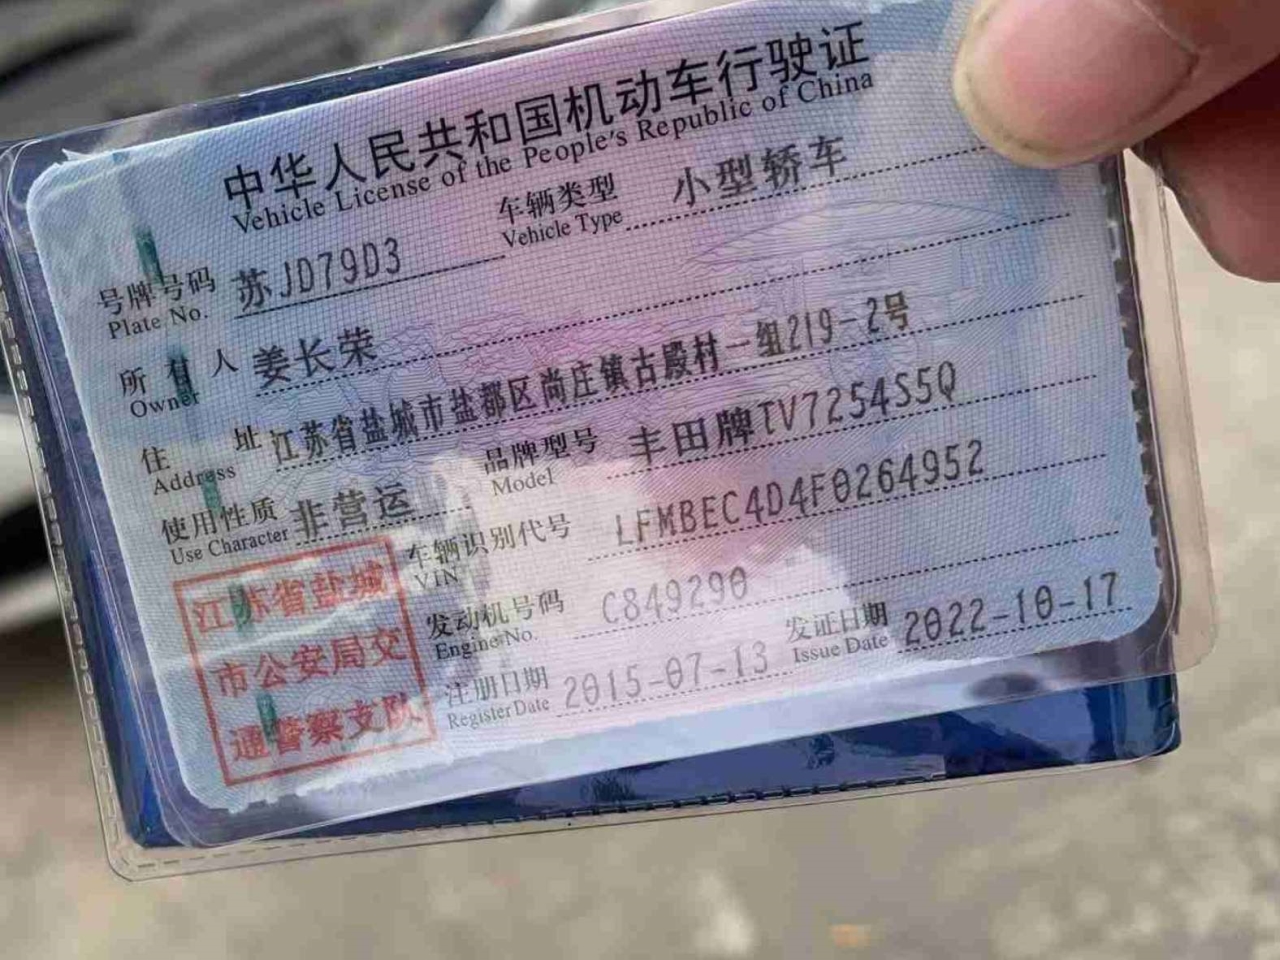 中华人民共和国机动车行驶证
Vehicle License of the People's Republic of China
号牌号码 苏JD79D3 车辆类型 小型轿车
Plate No. Vehicle Type
所有人 姜长荣
Owner
住址 江苏省盐城市盐都区尚庄镇古殿村一组219-2号
Address
使用性质 非营运 品牌型号 丰田牌TV7254S5Q
Use Character Model
车辆识别代号 LFMBEC4D4F0264952
VIN
发动机号码 C849290
Engine No.
注册日期 2015-07-13 发证日期 2022-10-17
Register Date Issue Date
江苏省盐城
市公安局交
通警察支队